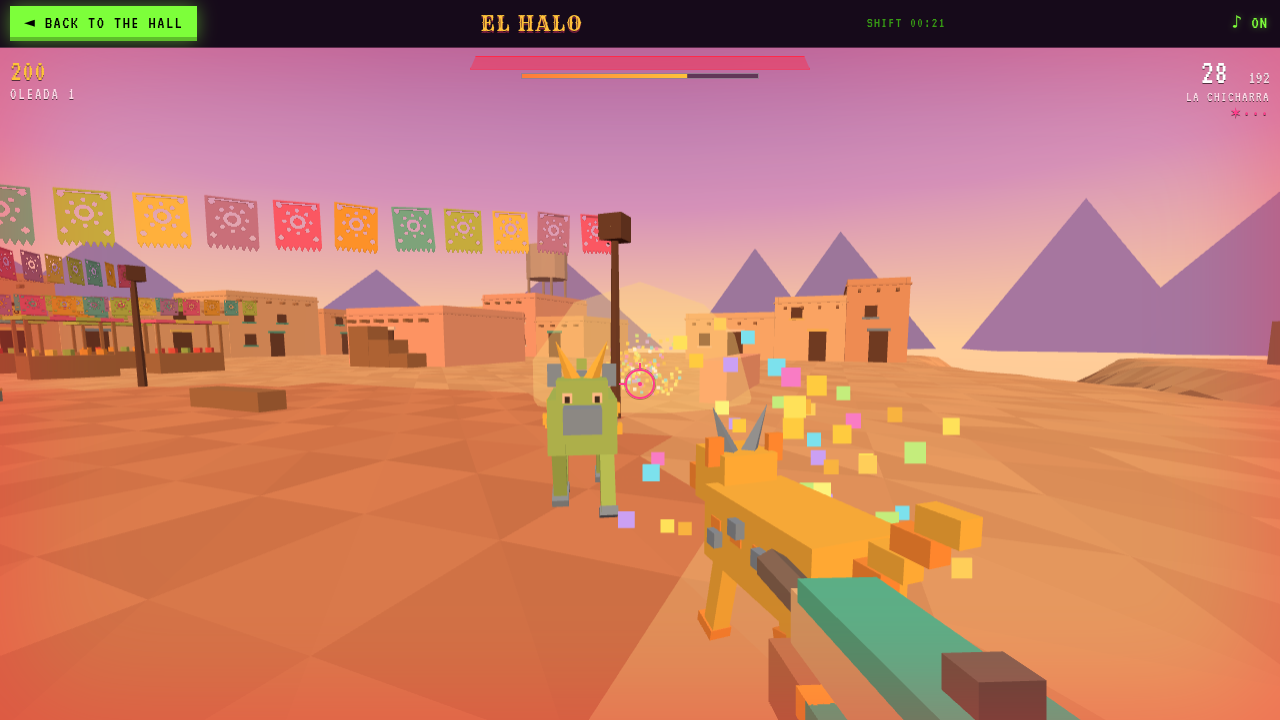 ◄ BACK TO THE HALL
EL HALO
SHIFT 00:21
♪ ON
200
OLEADA 1
28 192
LA CHICHARRA